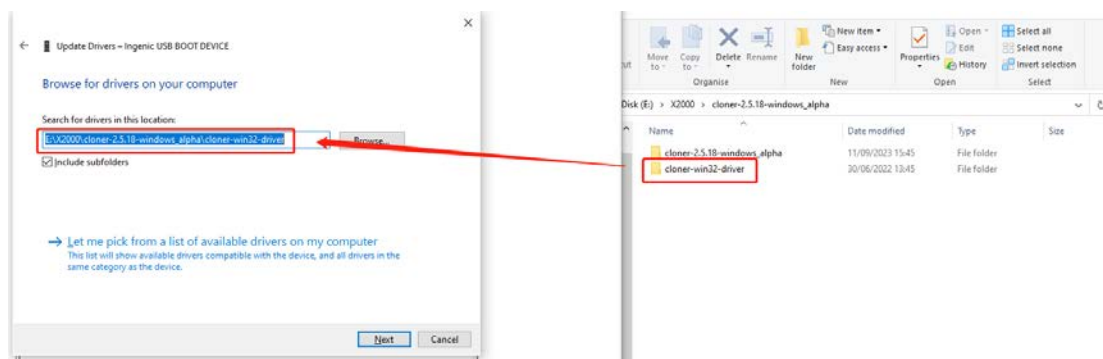 Update Drivers – Ingenic USB BOOT DEVICE
Browse for drivers on your computer
Search for drivers in this location:
E:\X2000\cloner-2.5.18-windows_alpha\cloner-win32-driver
Browse...
Include subfolders
Let me pick from a list of available drivers on my computer
This list will show available drivers compatible with the device, and all drivers in the
same category as the device.
Next
Cancel
Move to
Copy to
Delete
Rename
New folder
New item
Easy access
Properties
Open
Edit
History
Select all
Select none
Invert selection
Organise
New
Open
Select
Disk (E:) > X2000 > cloner-2.5.18-windows_alpha
Name
Date modified
Type
Size
cloner-2.5.18-windows_alpha
11/09/2023 15:45
File folder
cloner-win32-driver
30/06/2022 13:45
File folder